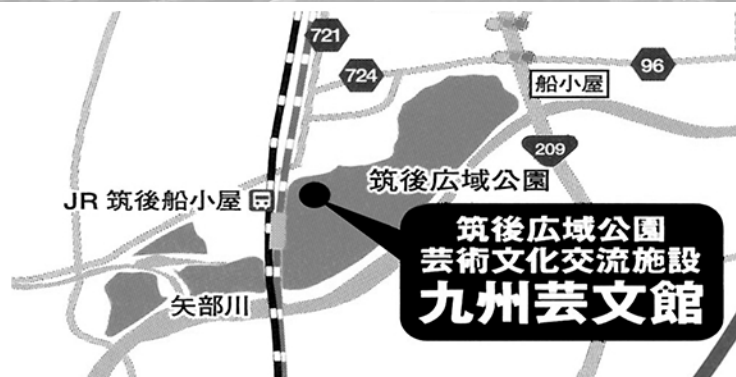 721
724
96
船小屋
209
JR 筑後船小屋
筑後広域公園
筑後広域公園
芸術文化交流施設
九州芸文館
矢部川